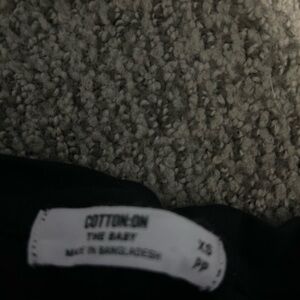 COTTON:ON
THE BABY
MADE IN BANGLADESH
XS
PP